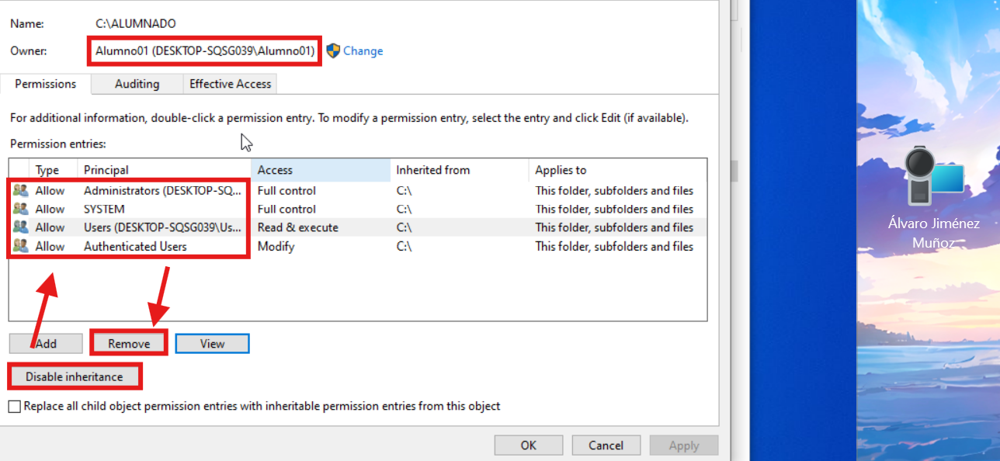 Name: C:\ALUMNADO
Owner: Alumno01 (DESKTOP-SQSG039\Alumno01) Change
Permissions Auditing Effective Access
For additional information, double-click a permission entry. To modify a permission entry, select the entry and click Edit (if available).
Permission entries:
Type Principal Access Inherited from Applies to
Allow Administrators (DESKTOP-SQ... Full control C:\ This folder, subfolders and files
Allow SYSTEM Full control C:\ This folder, subfolders and files
Allow Users (DESKTOP-SQSG039\Us... Read & execute C:\ This folder, subfolders and files
Allow Authenticated Users Modify C:\ This folder, subfolders and files
Add Remove View
Disable inheritance
Replace all child object permission entries with inheritable permission entries from this object
OK Cancel Apply
Álvaro Jiménez
Muñoz